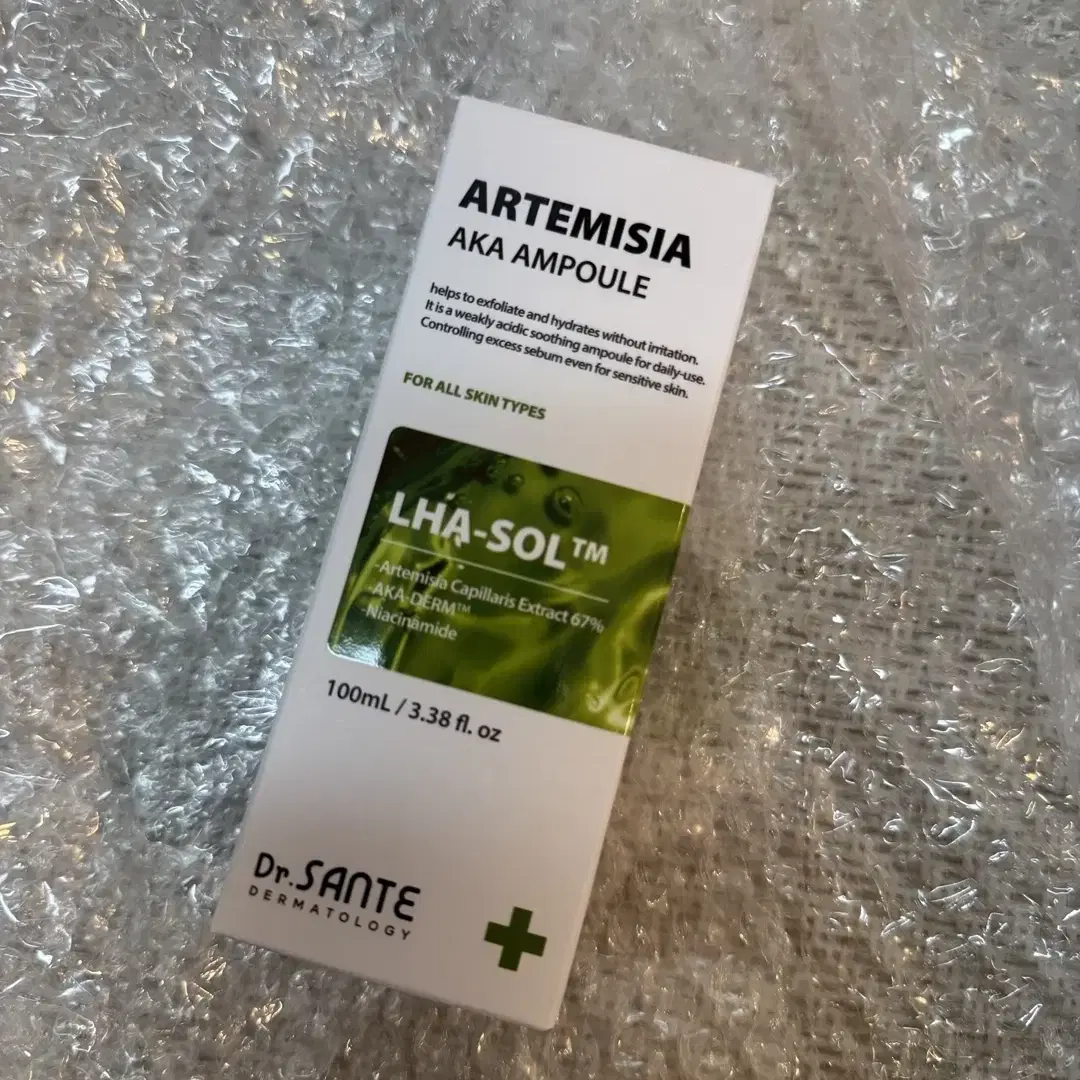 ARTEMISIA
AKA AMPOULE
helps to exfoliate and hydrates without irritation.
It is a weakly acidic soothing ampoule for daily-use.
Controlling excess sebum even for sensitive skin.
FOR ALL SKIN TYPES
LHA-SOL™
-Artemisia Capillaris Extract 67%
-AKA-DERM™
-Niacinamide
100mL / 3.38 fl. oz
Dr.SANTE
DERMATOLOGY